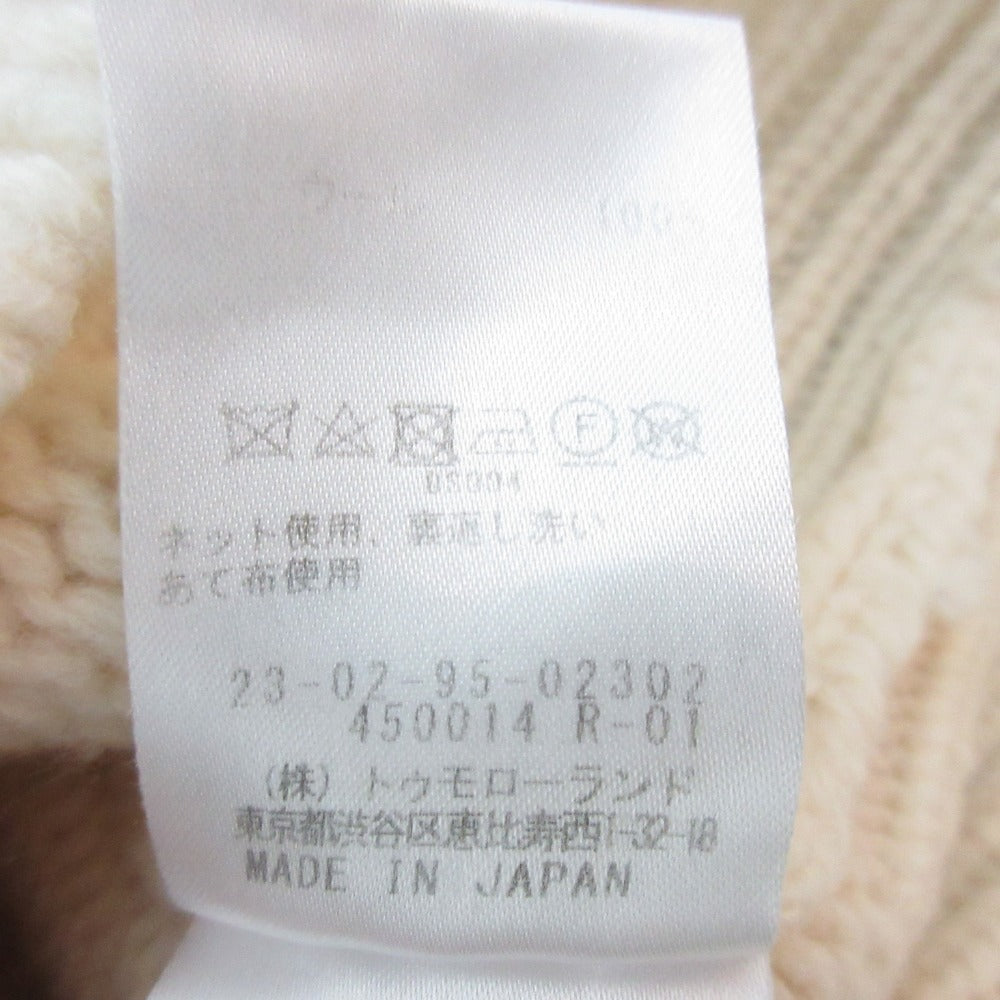 ウール 100%
F W
DS004
ネット使用、裏返し洗い
あて布使用
23-02-95-02302
450014 R-01
(株) トゥモローランド
東京都渋谷区恵比寿西1-32-18
MADE IN JAPAN